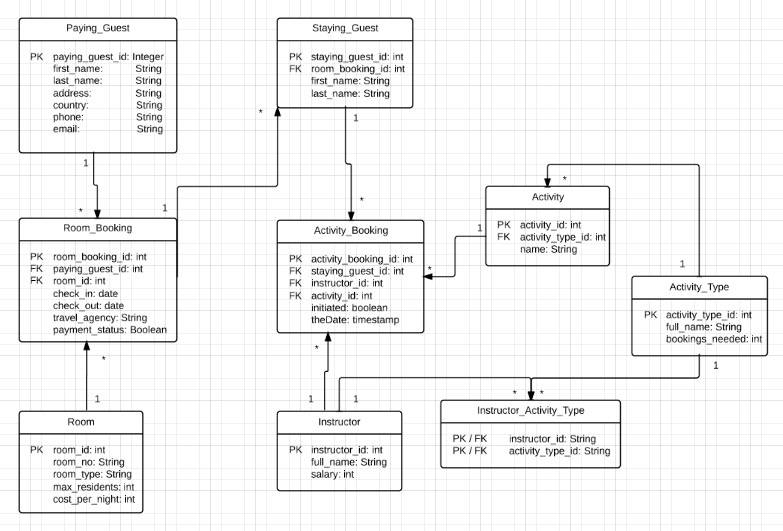 Paying_Guest
PK paying_guest_id: Integer
first_name: String
last_name: String
address: String
country: String
phone: String
email: String
Staying_Guest
PK staying_guest_id: int
FK room_booking_id: int
first_name: String
last_name: String
1
*
1
*
1
*
Room_Booking
PK room_booking_id: int
FK paying_guest_id: int
FK room_id: int
check_in: date
check_out: date
travel_agency: String
payment_status: Boolean
Activity_Booking
PK activity_booking_id: int
FK staying_guest_id: int
FK instructor_id: int
FK activity_id: int
initiated: boolean
theDate: timestamp
1
*
*
Activity
PK activity_id: int
FK activity_type_id: int
name: String
1
Activity_Type
PK activity_type_id: int
full_name: String
bookings_needed: int
1
*
1
*
1
1
*
*
Room
PK room_id: int
room_no: String
room_type: String
max_residents: int
cost_per_night: int
Instructor
PK instructor_id: int
full_name: String
salary: int
Instructor_Activity_Type
PK / FK instructor_id: String
PK / FK activity_type_id: String